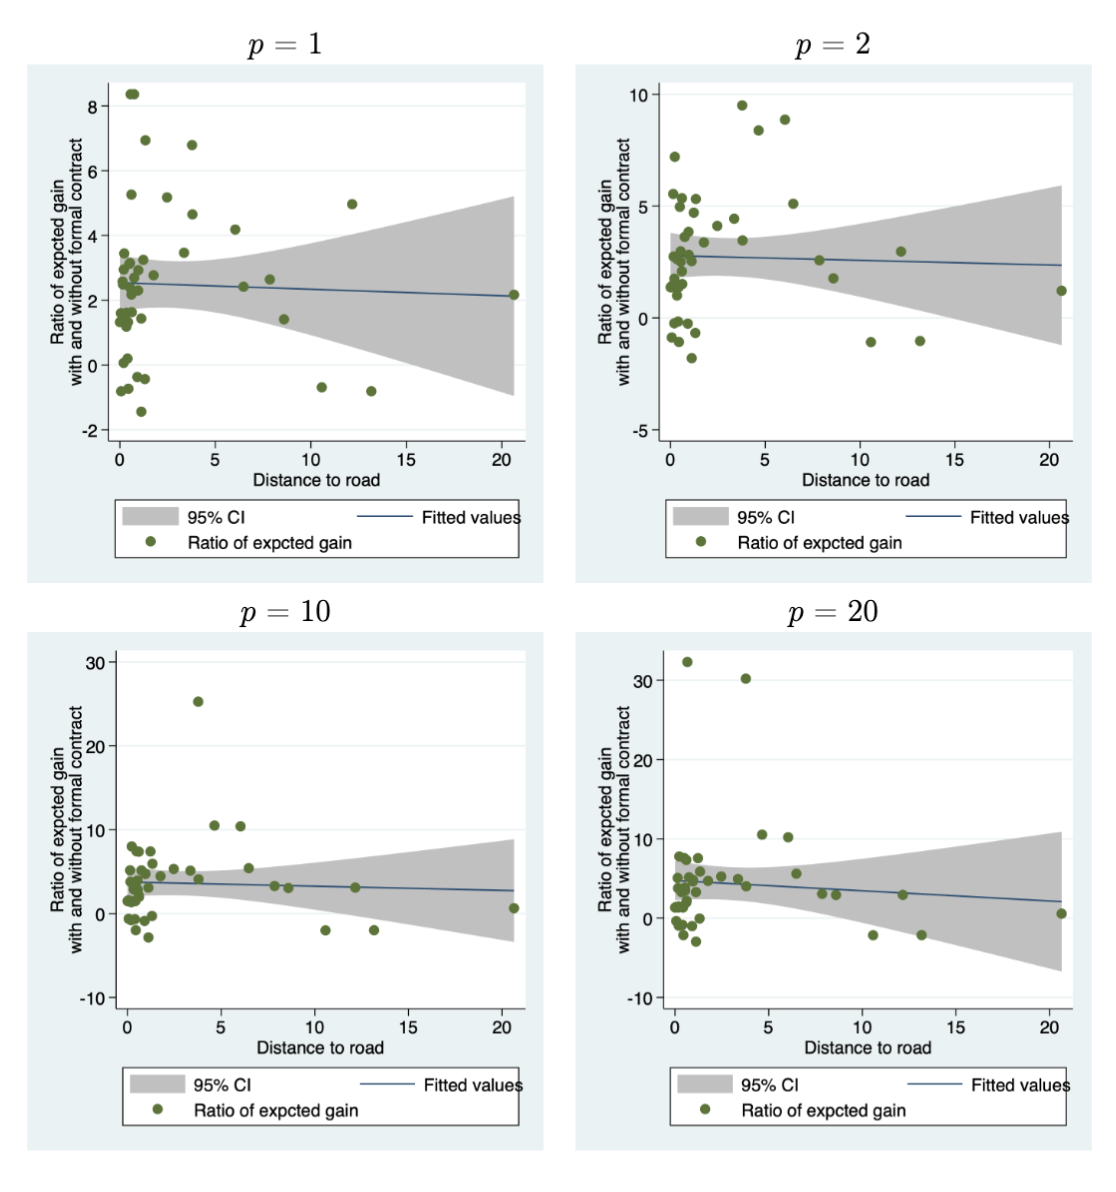 p = 1
8
6
4
2
0
-2
Ratio of expcted gain
with and without formal contract
0 5 10 15 20
Distance to road
95% CI Fitted values
Ratio of expcted gain
p = 2
10
5
0
-5
Ratio of expcted gain
with and without formal contract
0 5 10 15 20
Distance to road
95% CI Fitted values
Ratio of expcted gain
p = 10
30
20
10
0
-10
Ratio of expcted gain
with and without formal contract
0 5 10 15 20
Distance to road
95% CI Fitted values
Ratio of expcted gain
p = 20
30
20
10
0
-10
Ratio of expcted gain
with and without formal contract
0 5 10 15 20
Distance to road
95% CI Fitted values
Ratio of expcted gain